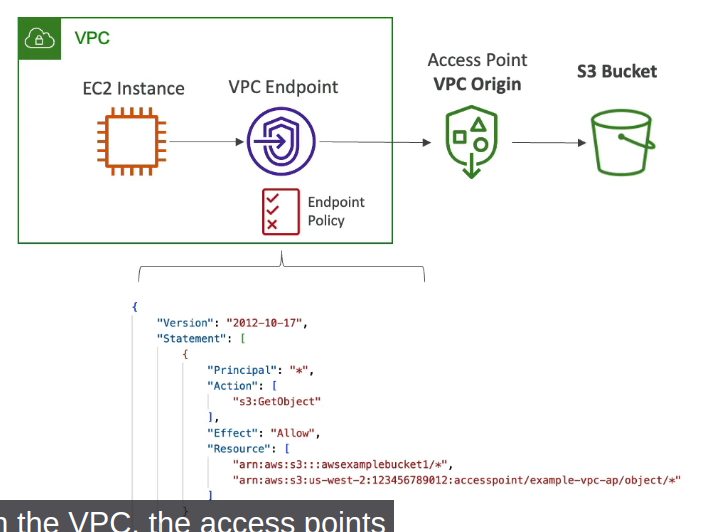 VPC
EC2 Instance
VPC Endpoint
Access Point
VPC Origin
S3 Bucket
Endpoint
Policy
{
"Version": "2012-10-17",
"Statement": [
{
"Principal": "*",
"Action": [
"s3:GetObject"
],
"Effect": "Allow",
"Resource": [
"arn:aws:s3:::awsexamplebucket1/*",
"arn:aws:s3:us-west-2:123456789012:accesspoint/example-vpc-ap/object/*"
]
the VPC, the access points